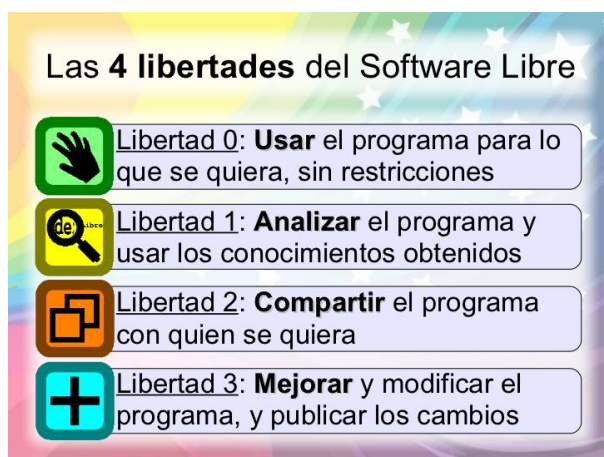 Las 4 libertades del Software Libre
Libertad 0: Usar el programa para lo
que se quiera, sin restricciones
de Libre
Libertad 1: Analizar el programa y
usar los conocimientos obtenidos
Libertad 2: Compartir el programa
con quien se quiera
Libertad 3: Mejorar y modificar el
programa, y publicar los cambios